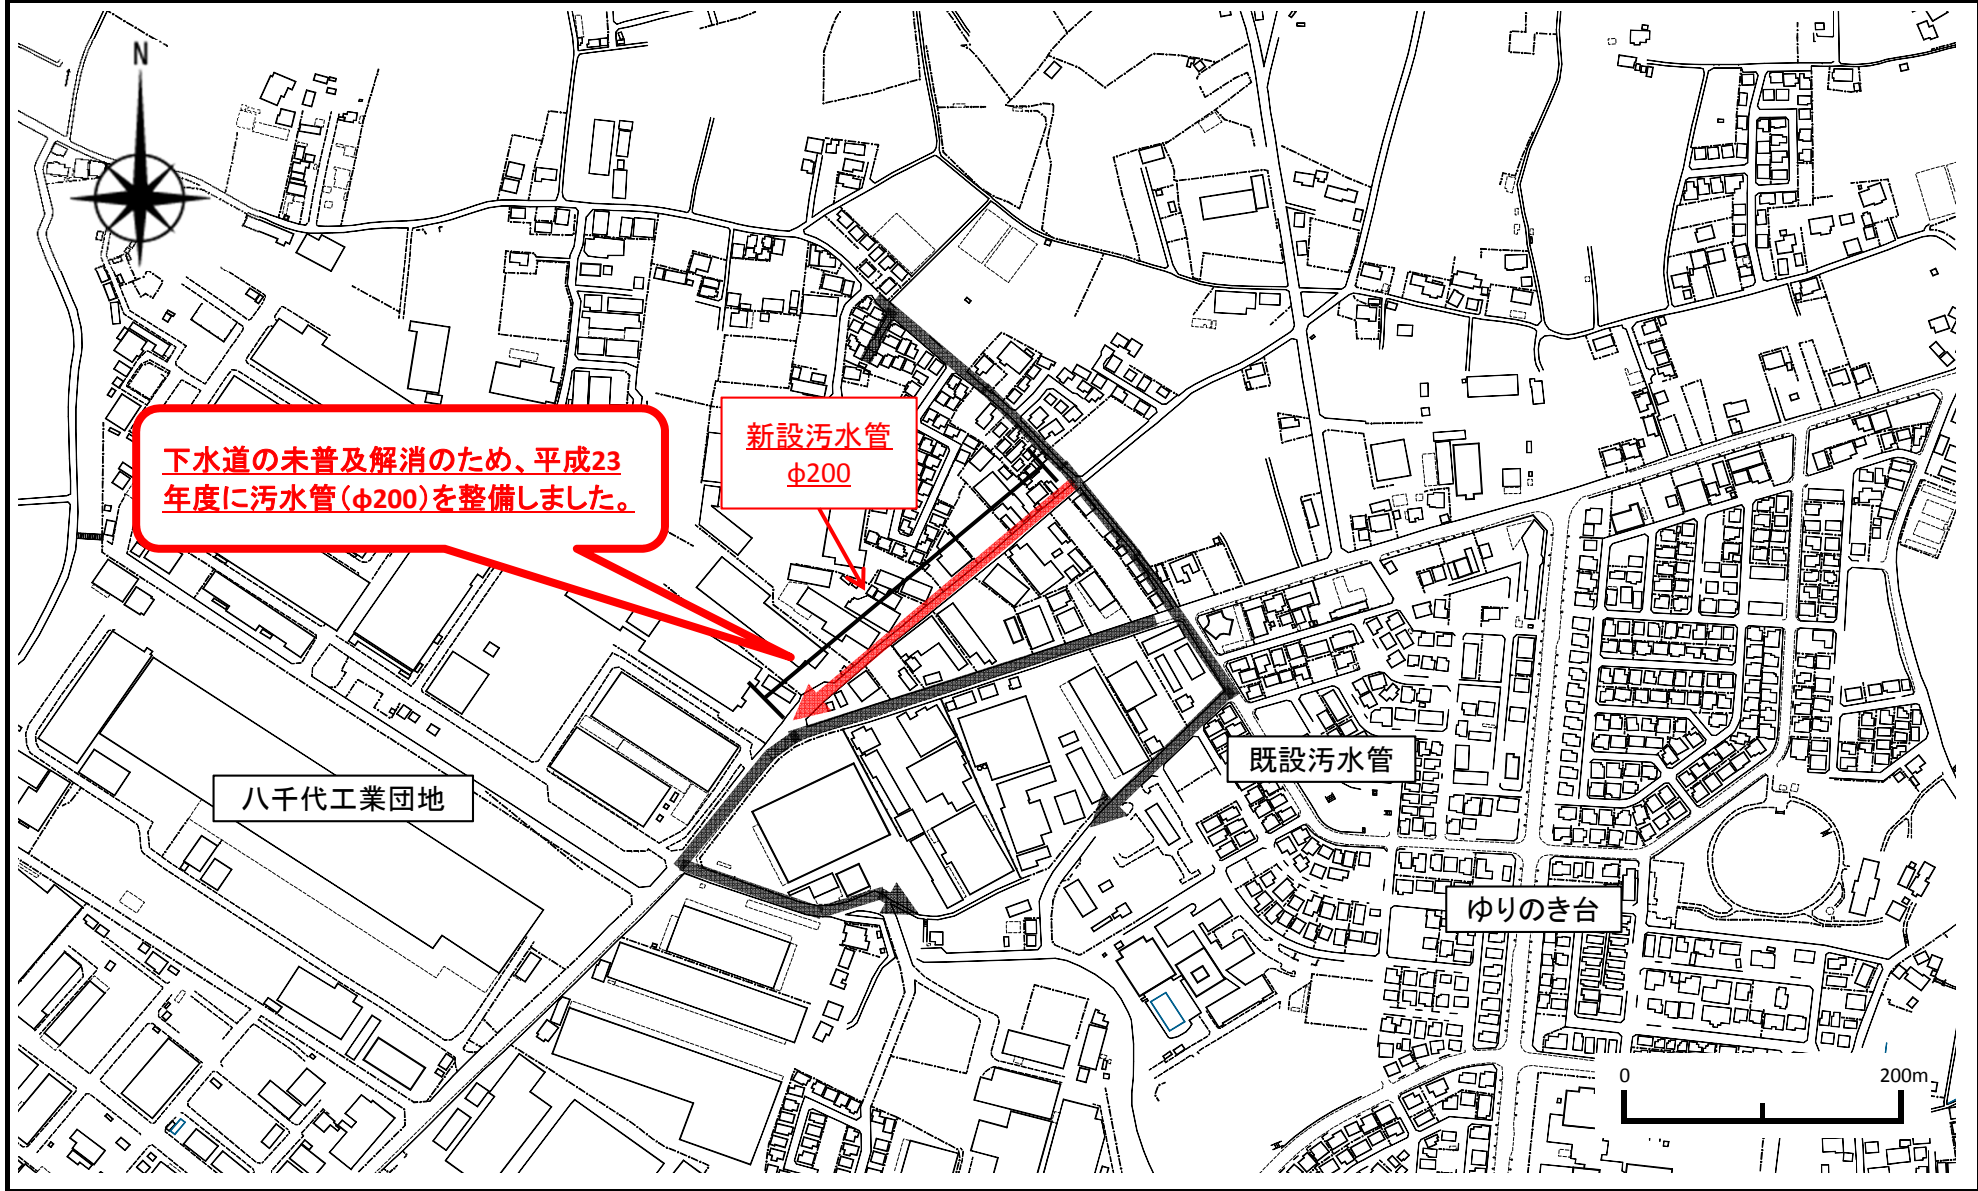 N
下水道の未普及解消のため、平成23
年度に汚水管（φ200）を整備しました。
新設汚水管
φ200
既設汚水管
八千代工業団地
ゆりのき台
0 200m